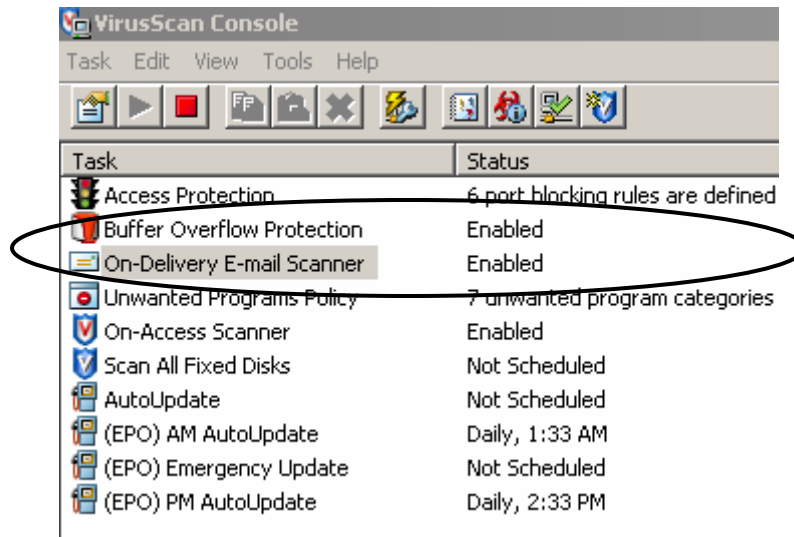 VirusScan Console
Task Edit View Tools Help
Task Status
Access Protection 6 port blocking rules are defined
Buffer Overflow Protection Enabled
On-Delivery E-mail Scanner Enabled
Unwanted Programs Policy 7 unwanted program categories
On-Access Scanner Enabled
Scan All Fixed Disks Not Scheduled
AutoUpdate Not Scheduled
(EPO) AM AutoUpdate Daily, 1:33 AM
(EPO) Emergency Update Not Scheduled
(EPO) PM AutoUpdate Daily, 2:33 PM